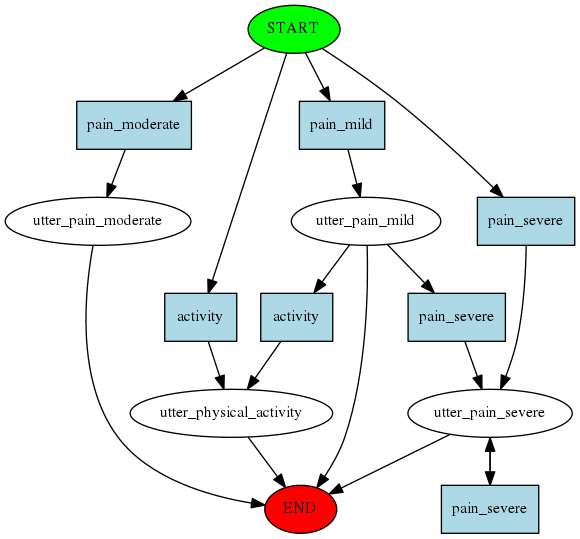 START
pain_moderate
pain_mild
utter_pain_moderate
utter_pain_mild
pain_severe
activity
activity
pain_severe
utter_physical_activity
utter_pain_severe
END
pain_severe